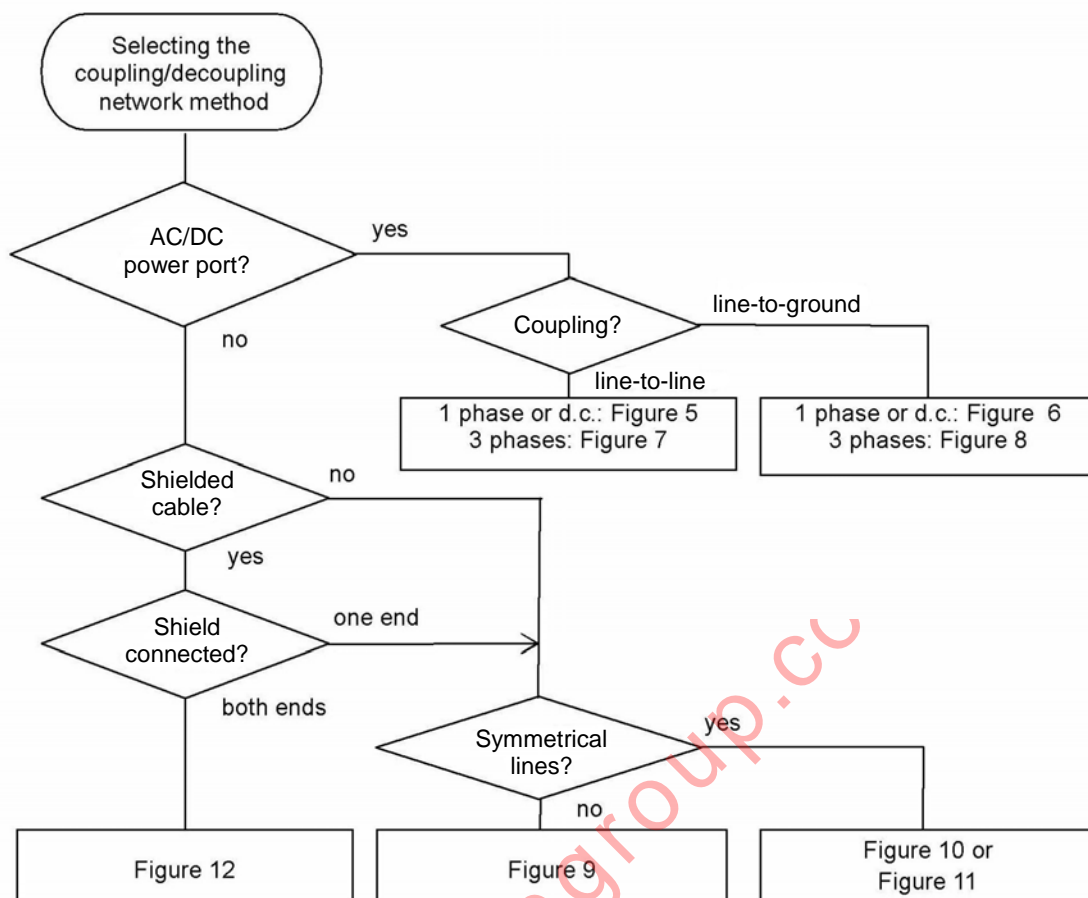 Selecting the
coupling/decoupling
network method
AC/DC
power port?
yes
no
Coupling?
line-to-ground
line-to-line
1 phase or d.c.: Figure 5
3 phases: Figure 7
1 phase or d.c.: Figure 6
3 phases: Figure 8
Shielded
cable?
no
yes
Shield
connected?
one end
both ends
Symmetrical
lines?
yes
no
Figure 12
Figure 9
Figure 10 or
Figure 11